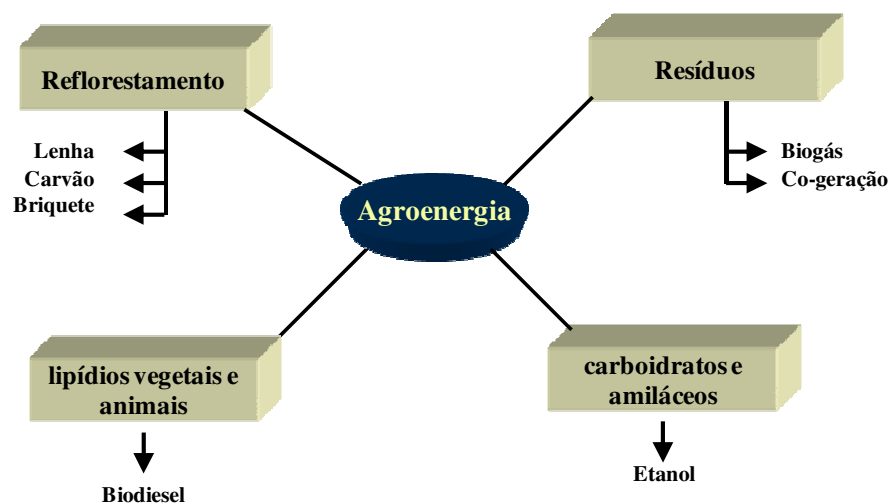 Reflorestamento
Resíduos
Lenha
Carvão
Briquete
Biogás
Co-geração
Agroenergia
lipídios vegetais e
animais
carboidratos e
amiláceos
Biodiesel
Etanol